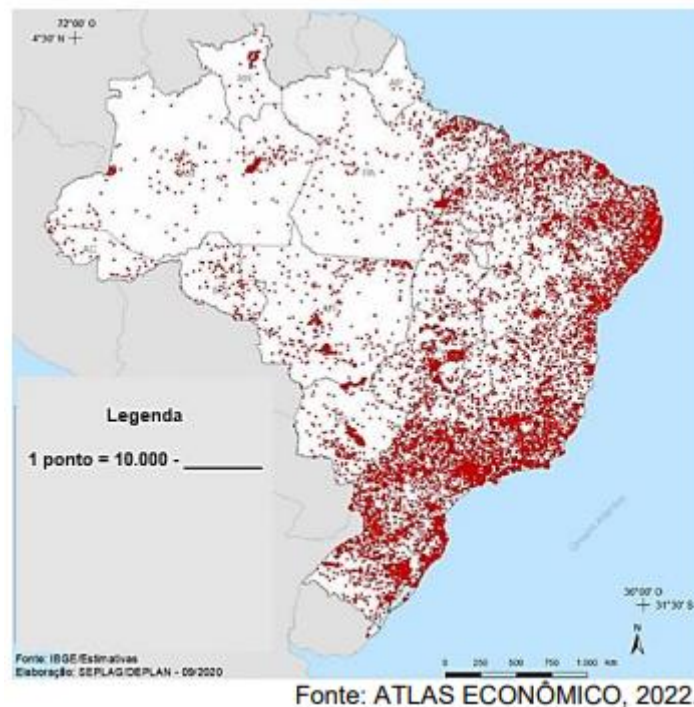 72°00' O
4°30' N
Legenda
1 ponto = 10.000 - ________
36°00' O
31°30' S
N
0 250 500 750 1.000 km
Fonte: IBGE/Estimativas
Elaboração: SEPLAG/DEPLAN - 09/2020
Fonte: ATLAS ECONÔMICO, 2022